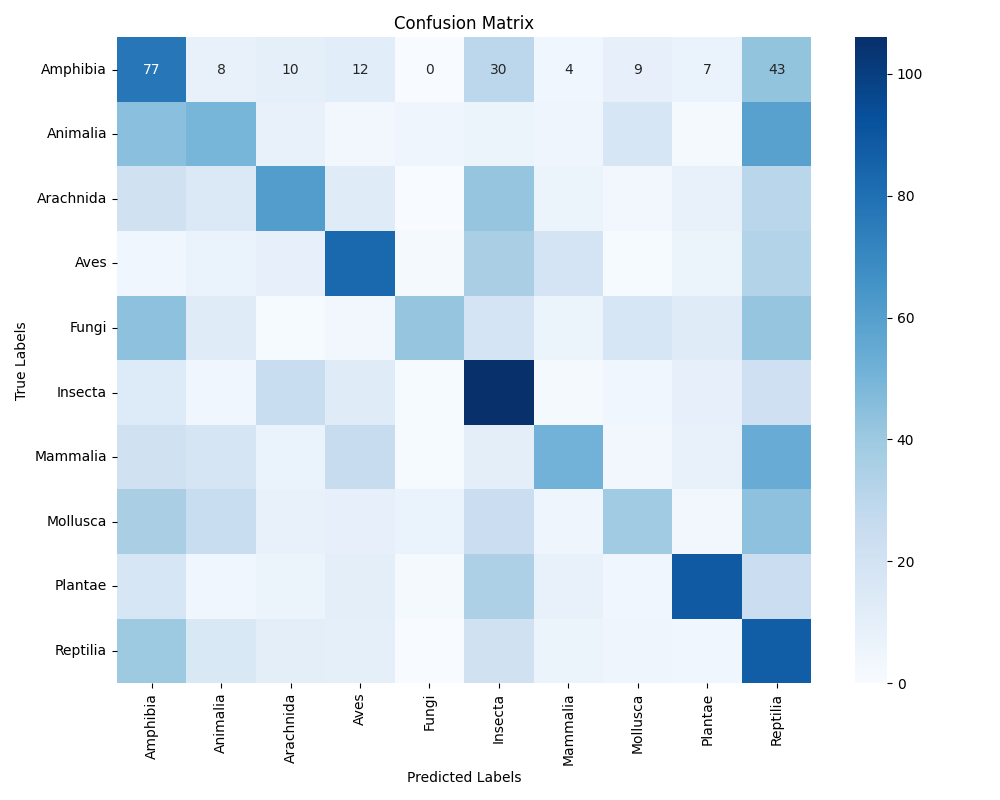 Confusion Matrix
Amphibia 77 8 10 12 0 30 4 9 7 43
Animalia
Arachnida
Aves
Fungi
Insecta
Mammalia
Mollusca
Plantae
Reptilia
True Labels
Amphibia Animalia Arachnida Aves Fungi Insecta Mammalia Mollusca Plantae Reptilia
Predicted Labels
100
80
60
40
20
0